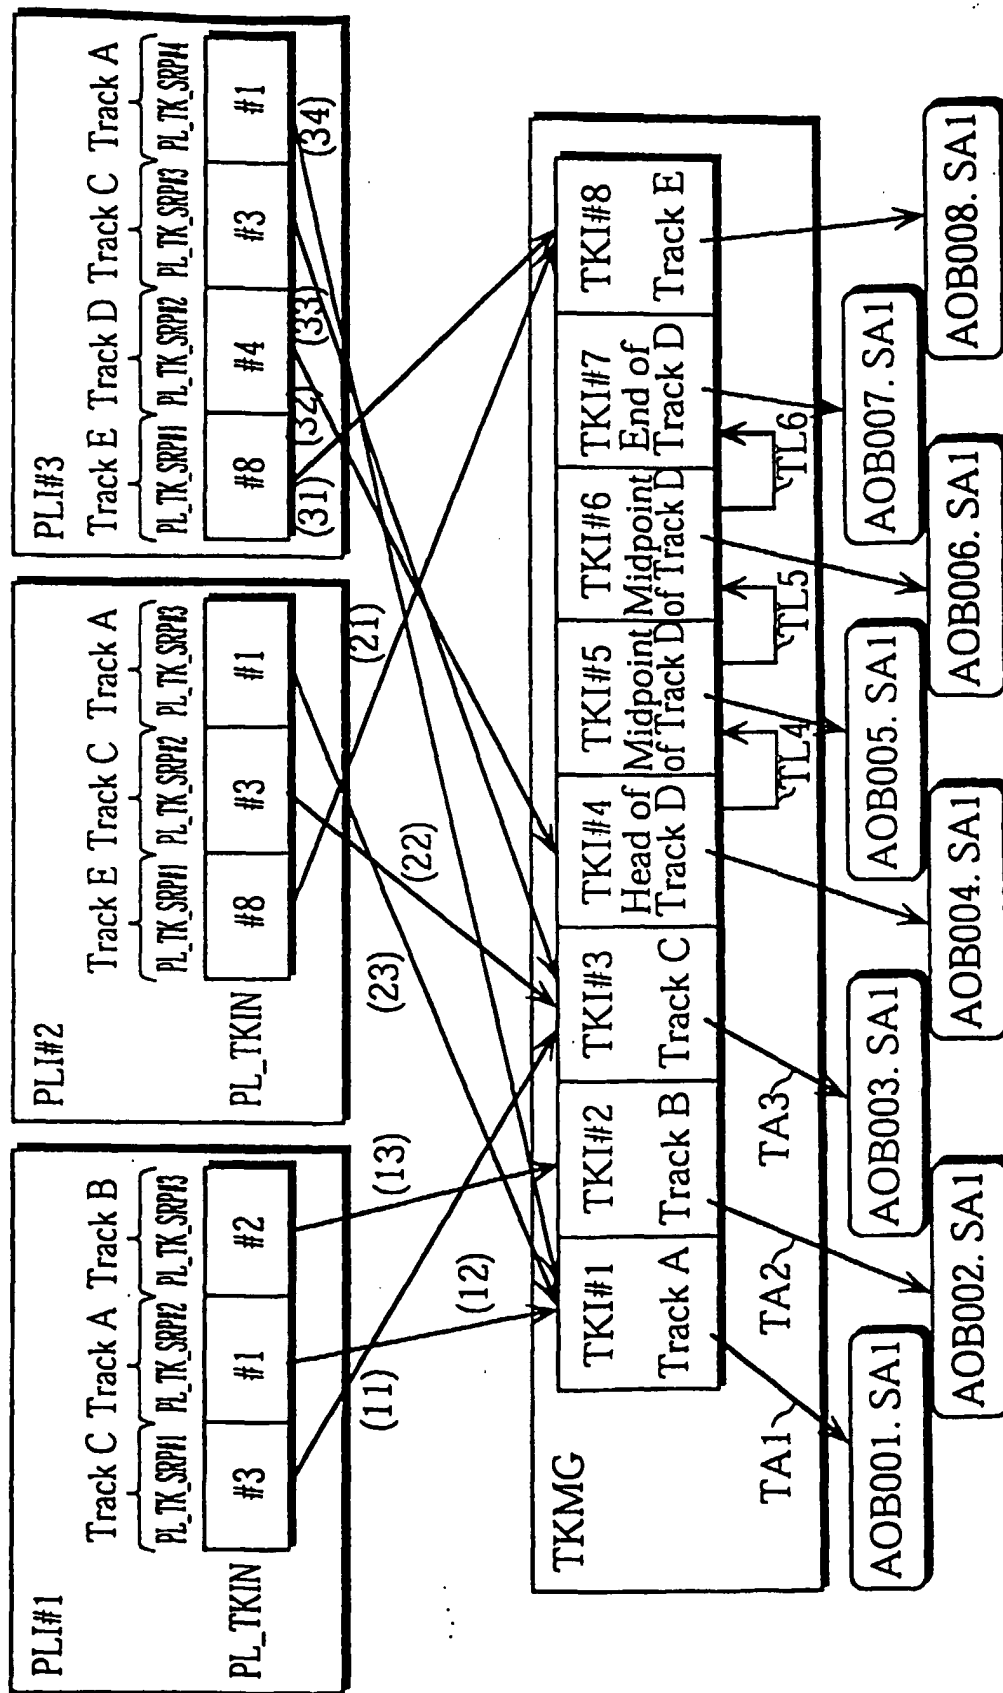 PLI#1
Track C Track A Track B
PL_TK_SRP#1 PL_TK_SRP#2 PL_TK_SRP#3
PL_TKIN #3 #1 #2
PLI#2
Track E Track C Track A
PL_TK_SRP#1 PL_TK_SRP#2 PL_TK_SRP#3
PL_TKIN #8 #3 #1
PLI#3
Track E Track D Track C Track A
PL_TK_SRP#1 PL_TK_SRP#2 PL_TK_SRP#3 PL_TK_SRP#4
#8 #4 #3 #1
(11) (12) (13) (23) (22) (21) (31) (32) (33) (34)
TKMG
TKI#1 TKI#2 TKI#3 TKI#4 TKI#5 TKI#6 TKI#7 TKI#8
Track A Track B Track C
Head of
Track D
Midpoint
of Track D
Midpoint
of Track D
End of
Track D
Track E
TA1 TA2 TA3 TL4 TL5 TL6
AOB001. SA1 AOB003. SA1 AOB005. SA1 AOB007. SA1
AOB002. SA1 AOB004. SA1 AOB006. SA1 AOB008. SA1